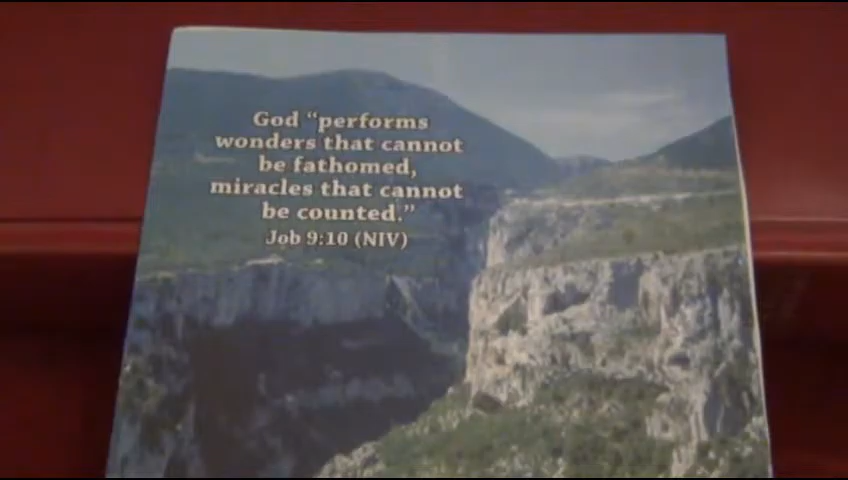 God “performs
wonders that cannot
be fathomed,
miracles that cannot
be counted.”
Job 9:10 (NIV)